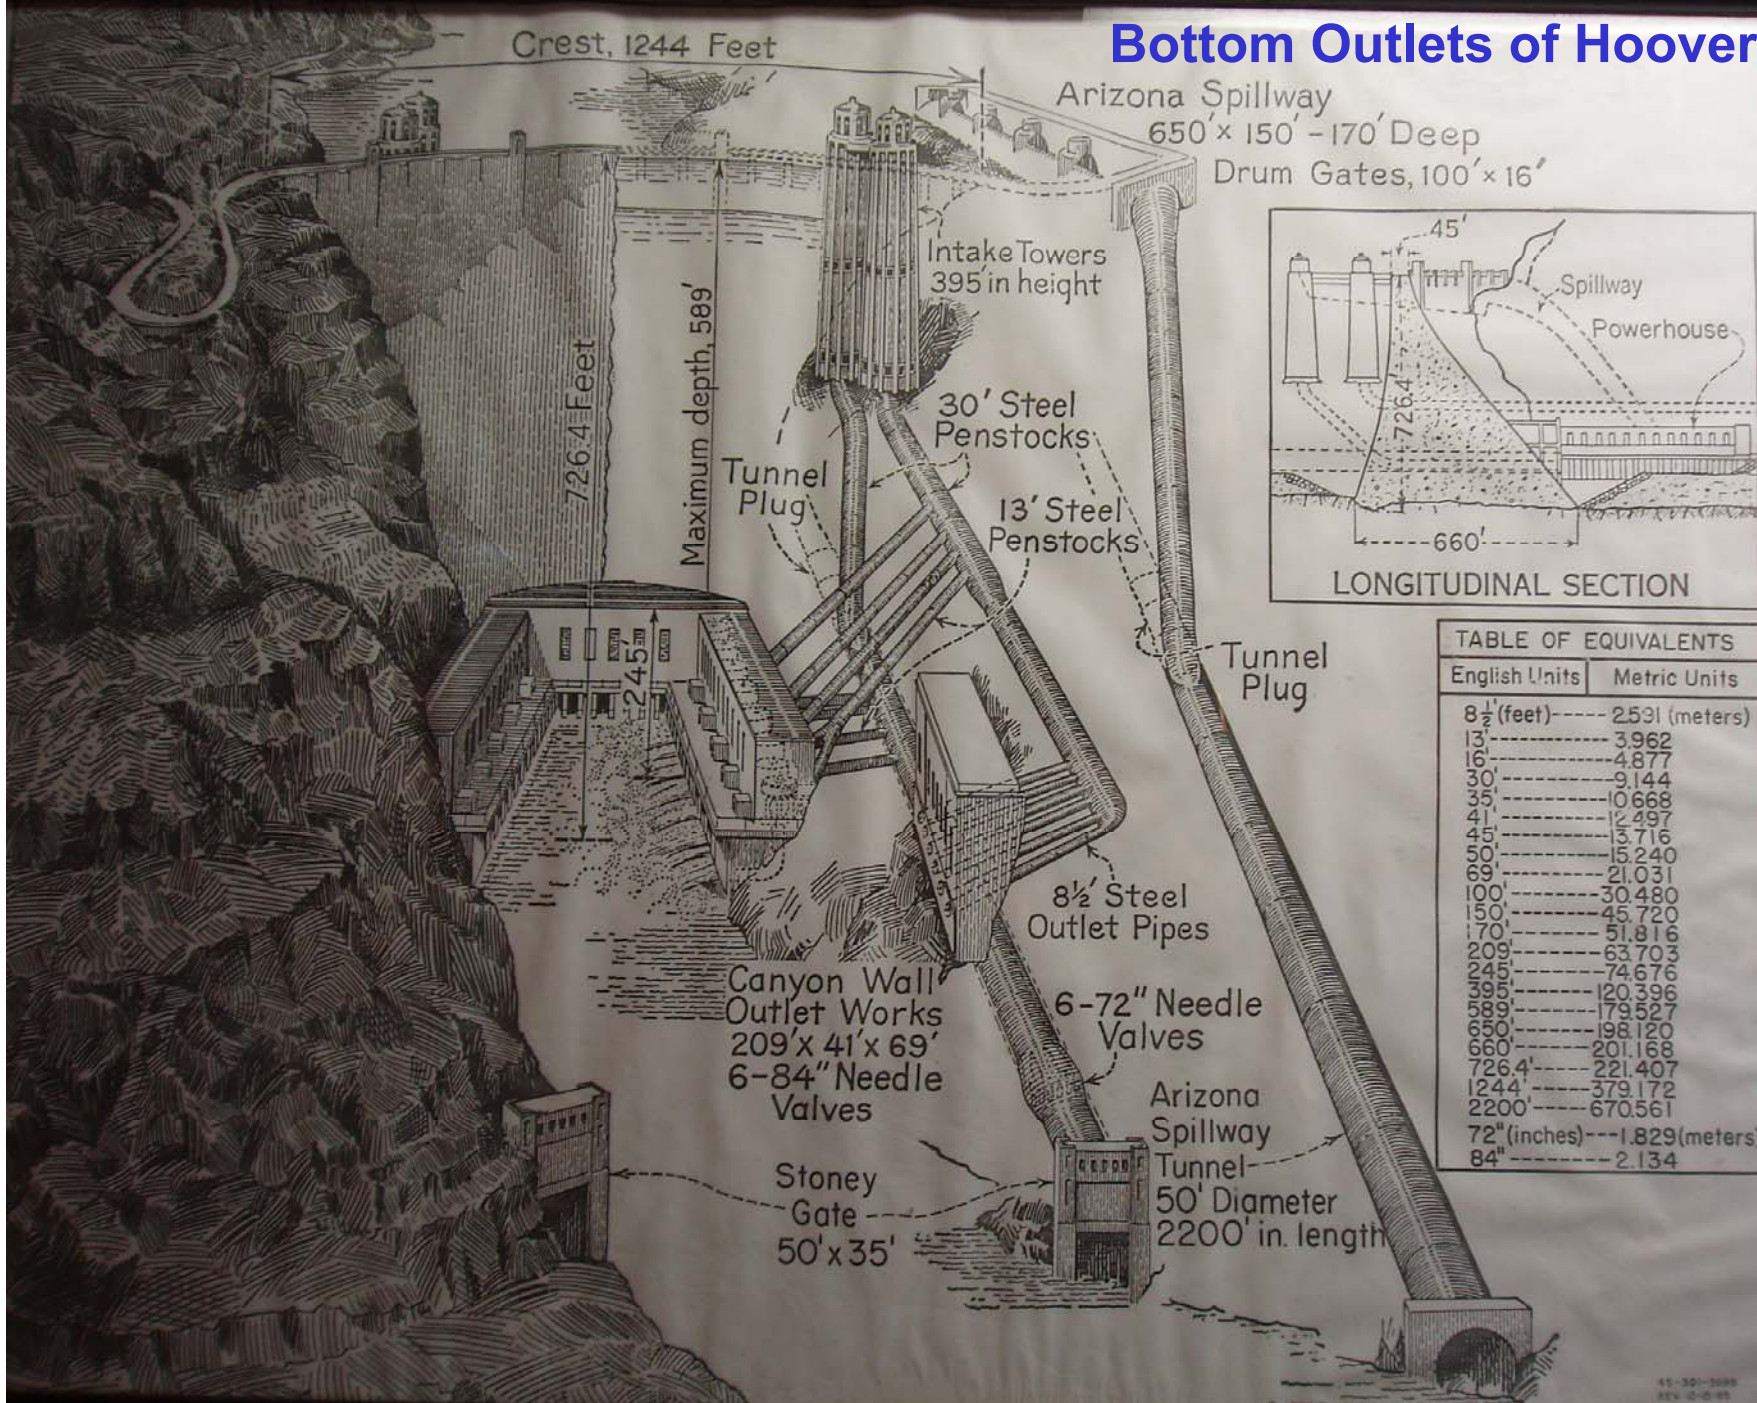 Bottom Outlets of Hoover
Crest, 1244 Feet
Arizona Spillway
650'x 150' - 170' Deep
Drum Gates, 100'x 16"
Intake Towers
395' in height
726.4 Feet
Maximum depth, 589'
30' Steel
Penstocks
Tunnel
Plug
13' Steel
Penstocks
245'
Tunnel
Plug
8½' Steel
Outlet Pipes
Canyon Wall
Outlet Works
209'x 41'x 69'
6-84" Needle
Valves
6-72" Needle
Valves
Arizona
Spillway
Tunnel
50' Diameter
2200' in. length
Stoney
Gate
50'x 35'
45'
Spillway
Powerhouse
726.4'
660'
LONGITUDINAL SECTION
TABLE OF EQUIVALENTS
English Units Metric Units
8½'(feet)-----2.591 (meters)
13'-----------3.962
16'-----------4.877
30'-----------9.144
35'-----------10.668
41'-----------12.497
45'-----------13.716
50'-----------15.240
69'-----------21.031
100'----------30.480
150'----------45.720
170'----------51.816
209'----------63.703
245'----------74.676
395'----------120.396
589'----------179.527
650'----------198.120
660'----------201.168
726.4'-----221.407
1244'-----379.172
2200'-----670.561
72"(inches)---1.829(meters)
84"---------2.134